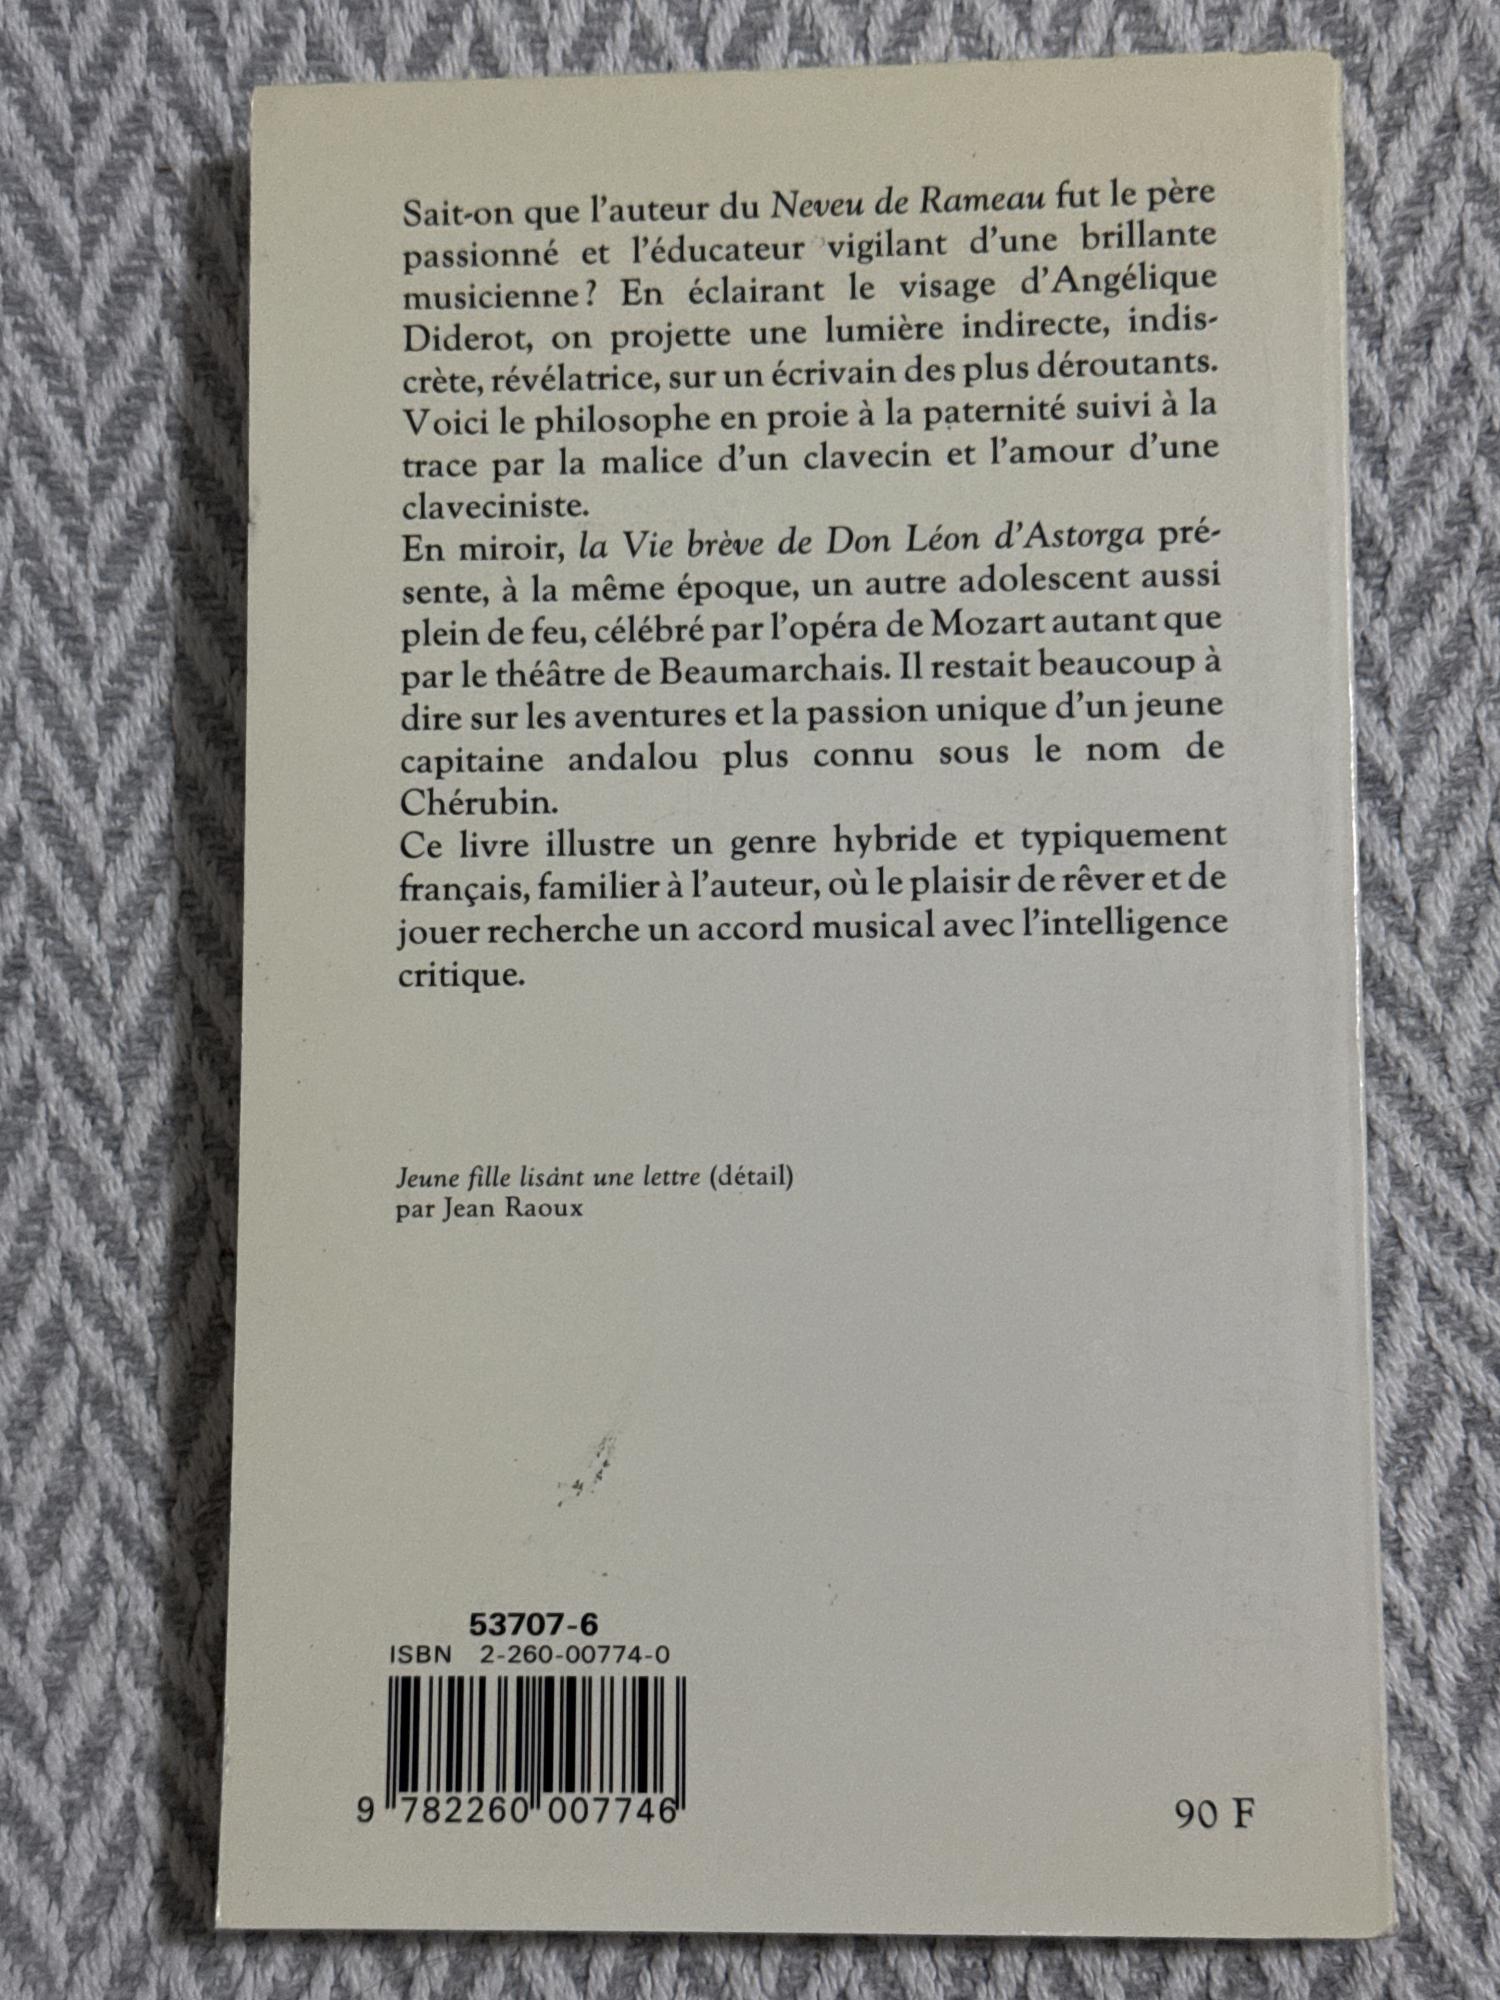 Sait-on que l'auteur du Neveu de Rameau fut le père
passionné et l'éducateur vigilant d'une brillante
musicienne ? En éclairant le visage d'Angélique
Diderot, on projette une lumière indirecte, indis-
crète, révélatrice, sur un écrivain des plus déroutants.
Voici le philosophe en proie à la paternité suivi à la
trace par la malice d'un clavecin et l'amour d'une
claveciniste.
En miroir, la Vie brève de Don Léon d'Astorga pré-
sente, à la même époque, un autre adolescent aussi
plein de feu, célébré par l'opéra de Mozart autant que
par le théâtre de Beaumarchais. Il restait beaucoup à
dire sur les aventures et la passion unique d'un jeune
capitaine andalou plus connu sous le nom de
Chérubin.
Ce livre illustre un genre hybride et typiquement
français, familier à l'auteur, où le plaisir de rêver et de
jouer recherche un accord musical avec l'intelligence
critique.
Jeune fille lisant une lettre (détail)
par Jean Raoux
53707-6
ISBN 2-260-00774-0
9 782260 007746
90 F